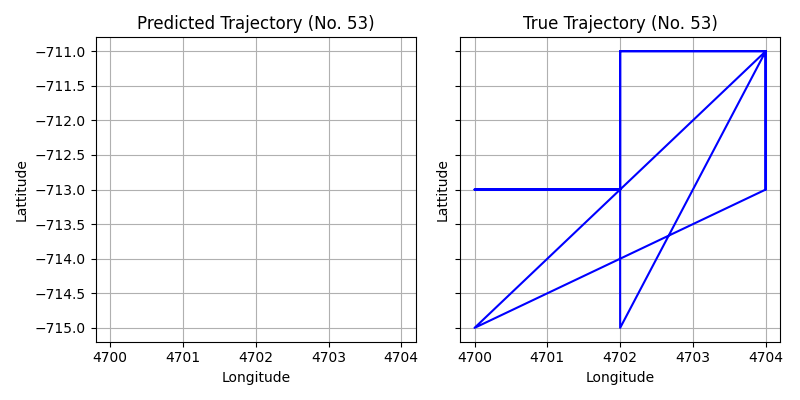 Predicted Trajectory (No. 53)
True Trajectory (No. 53)
Lattitude
−711.0
−711.5
−712.0
−712.5
−713.0
−713.5
−714.0
−714.5
−715.0
4700 4701 4702 4703 4704
Longitude
Lattitude
4700 4701 4702 4703 4704
Longitude